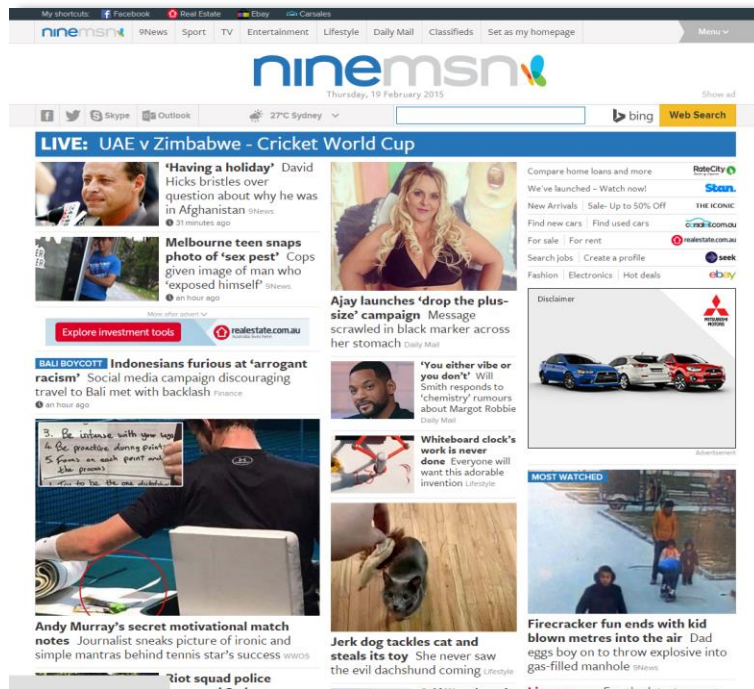 My shortcuts: Facebook Real Estate Ebay Carsales
ninemsn 9News Sport TV Entertainment Lifestyle Daily Mail Classifieds Set as my homepage Menu
ninemsn
Thursday, 19 February 2015
Show ad
Skype Outlook 27°C Sydney bing Web Search
LIVE: UAE v Zimbabwe - Cricket World Cup
'Having a holiday' David
Hicks bristles over
question about why he was
in Afghanistan 9News
31 minutes ago
Melbourne teen snaps
photo of 'sex pest' Cops
given image of man who
'exposed himself' 9News
an hour ago
More after advert
Explore investment tools realestate.com.au
BALI BOYCOTT Indonesians furious at 'arrogant
racism' Social media campaign discouraging
travel to Bali met with backlash Finance
an hour ago
3. Be intense with your legs
4. Be proactive during points
5. Focus on each point and
the process
Andy Murray's secret motivational match
notes Journalist sneaks picture of ironic and
simple mantras behind tennis star's success WWOS
Riot squad police
Ajay launches 'drop the plus-
size' campaign Message
scrawled in black marker across
her stomach Daily Mail
'You either vibe or
you don't' Will
Smith responds to
'chemistry' rumours
about Margot Robbie
Daily Mail
Whiteboard clock's
work is never
done Everyone will
want this adorable
invention Lifestyle
Jerk dog tackles cat and
steals its toy She never saw
the evil dachshund coming Lifestyle
Compare home loans and more RateCity
We've launched – Watch now! Stan.
New Arrivals Sale- Up to 50% Off THE ICONIC
Find new cars Find used cars carsales.com.au
For sale For rent realestate.com.au
Search jobs Create a profile seek
Fashion Electronics Hot deals ebay
Disclaimer
MITSUBISHI
MOTORS
Advertisement
MOST WATCHED
Firecracker fun ends with kid
blown metres into the air Dad
eggs boy on to throw explosive into
gas-filled manhole 9News